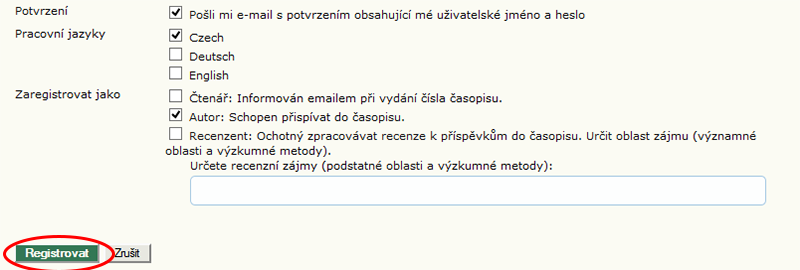 Potvrzení
Pošli mi e-mail s potvrzením obsahující mé uživatelské jméno a heslo
Pracovní jazyky
Czech
Deutsch
English
Zaregistrovat jako
Čtenář: Informován emailem při vydání čísla časopisu.
Autor: Schopen přispívat do časopisu.
Recenzent: Ochotný zpracovávat recenze k příspěvkům do časopisu. Určit oblast zájmu (významné
oblasti a výzkumné metody).
Určete recenzní zájmy (podstatné oblasti a výzkumné metody):
Registrovat
Zrušit